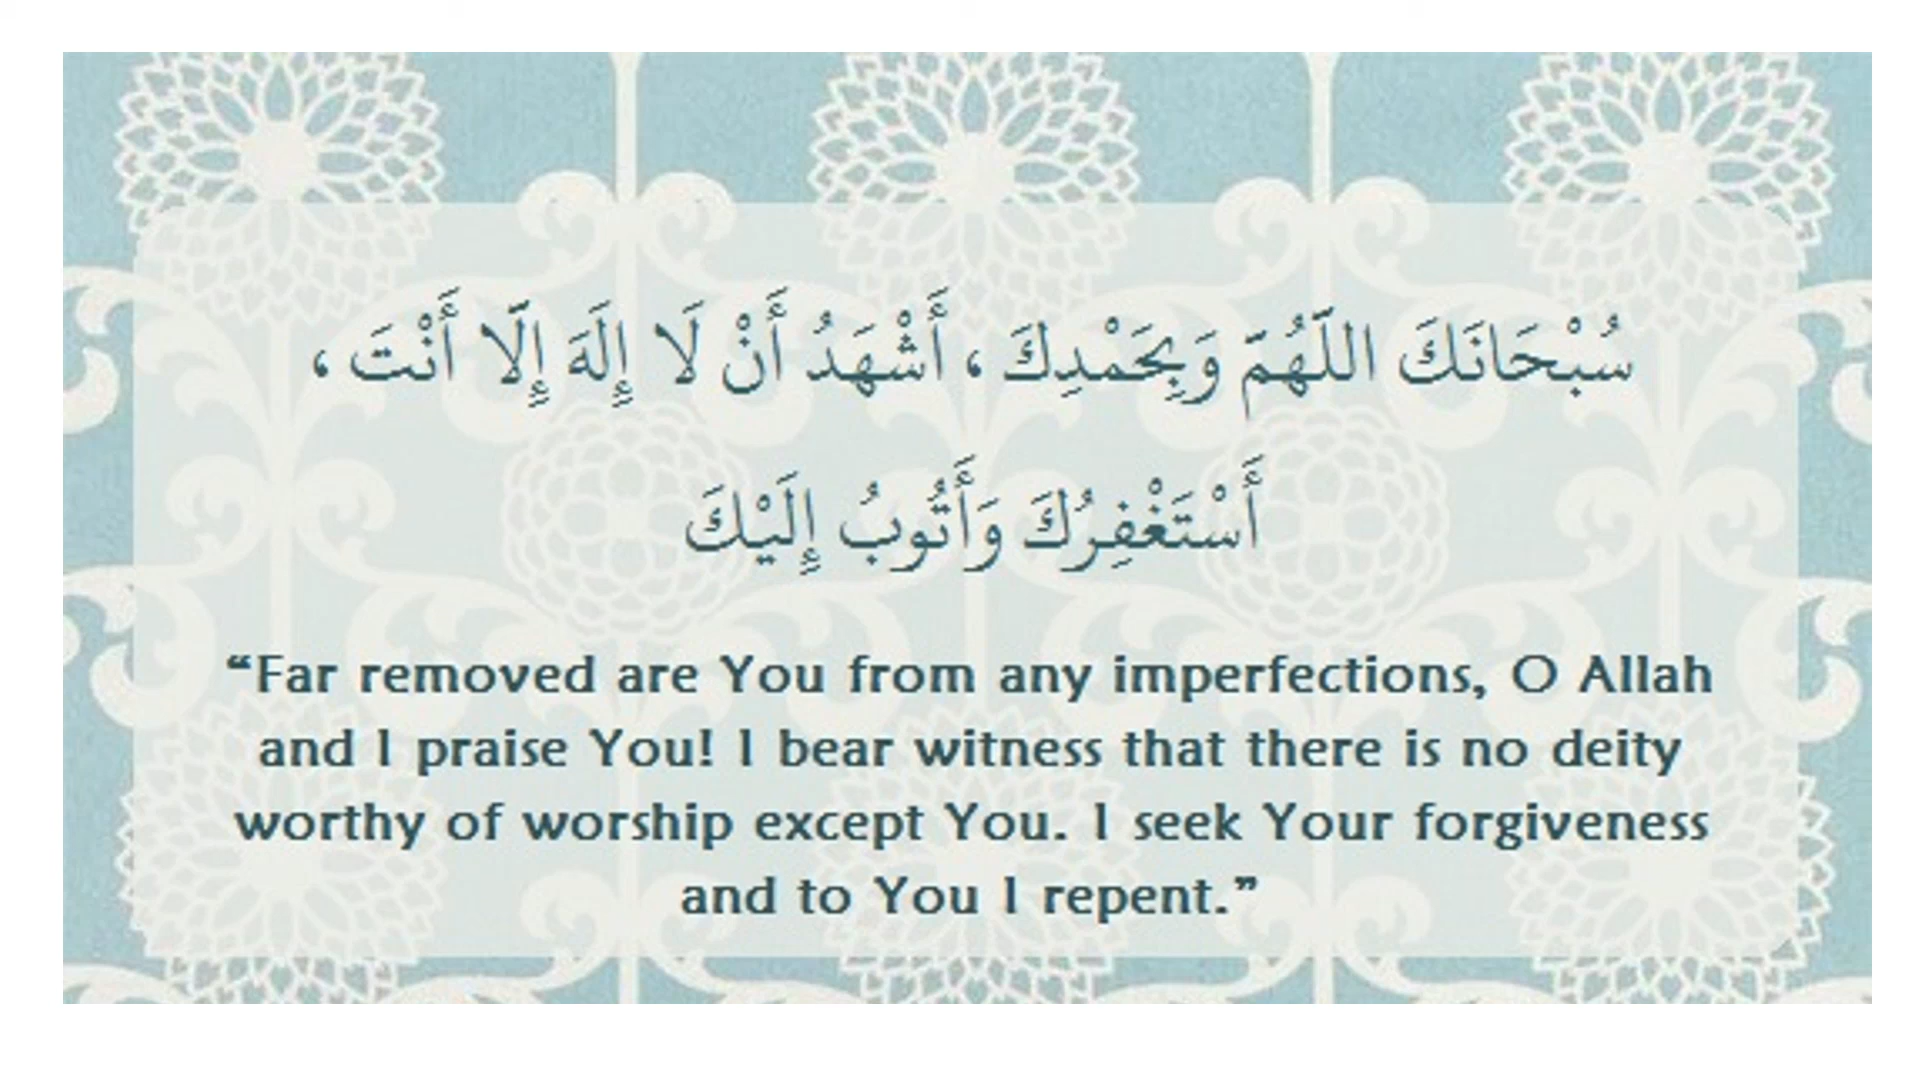 سُبْحَانَكَ اللَّهُمَّ وَبِحَمْدِكَ ، أَشْهَدُ أَنْ لَا إِلَهَ إِلَّا أَنْتَ ،
أَسْتَغْفِرُكَ وَأَتُوبُ إِلَيْكَ
“Far removed are You from any imperfections, O Allah
and I praise You! I bear witness that there is no deity
worthy of worship except You. I seek Your forgiveness
and to You I repent.”